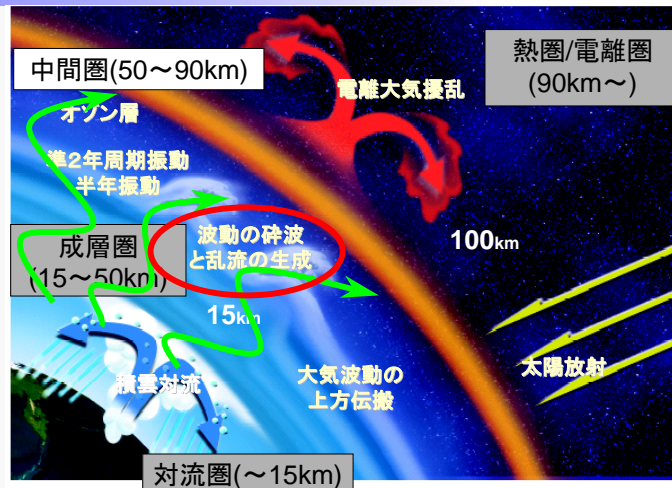 中間圏(50～90km)
熱圏/電離圏
(90km～)
電離大気擾乱
オゾン層
準2年周期振動
半年振動
成層圏
(15～50km)
波動の砕波
と乱流の生成
100km
15km
積雲対流
大気波動の
上方伝搬
太陽放射
対流圏(～15km)